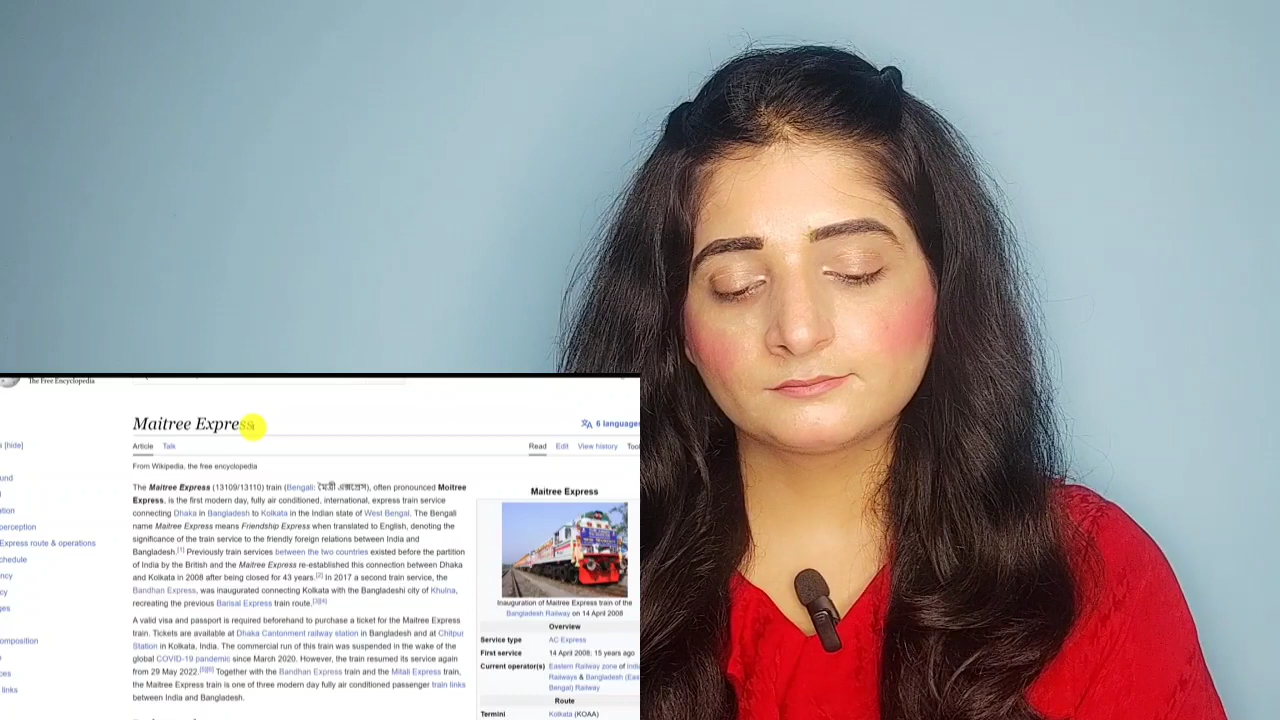 The Free Encyclopedia
Maitree Express
6 languages
[hide]
Article Talk
Read Edit View history
From Wikipedia, the free encyclopedia
The Maitree Express (13109/13110) train (Bengali: মৈত্রী এক্সপ্রেস), often pronounced Moitree
Express, is the first modern day, fully air conditioned, international, express train service
connecting Dhaka in Bangladesh to Kolkata in the Indian state of West Bengal. The Bengali
name Maitree Express means Friendship Express when translated to English, denoting the
significance of the train service to the friendly foreign relations between India and
Bangladesh.[1] Previously train services between the two countries existed before the partition
of India by the British and the Maitree Express re-established this connection between Dhaka
and Kolkata in 2008 after being closed for 43 years.[2] In 2017 a second train service, the
Bandhan Express, was inaugurated connecting Kolkata with the Bangladeshi city of Khulna,
recreating the previous Barisal Express train route.[3][4]
A valid visa and passport is required beforehand to purchase a ticket for the Maitree Express
train. Tickets are available at Dhaka Cantonment railway station in Bangladesh and at Chitpur
Station in Kolkata, India. The commercial run of this train was suspended in the wake of the
global COVID-19 pandemic since March 2020. However, the train resumed its service again
from 29 May 2022.[5][6] Together with the Bandhan Express train and the Mitali Express train,
the Maitree Express train is one of three modern day fully air conditioned passenger train links
between India and Bangladesh.
perception
Express route & operations
links
Maitree Express
Inauguration of Maitree Express train of the
Bangladesh Railway on 14 April 2008
Overview
Service type AC Express
First service 14 April 2008; 15 years ago
Current operator(s) Eastern Railway zone of
Railways & Bangladesh
Bengal) Railway
Route
Termini Kolkata (KOAA)